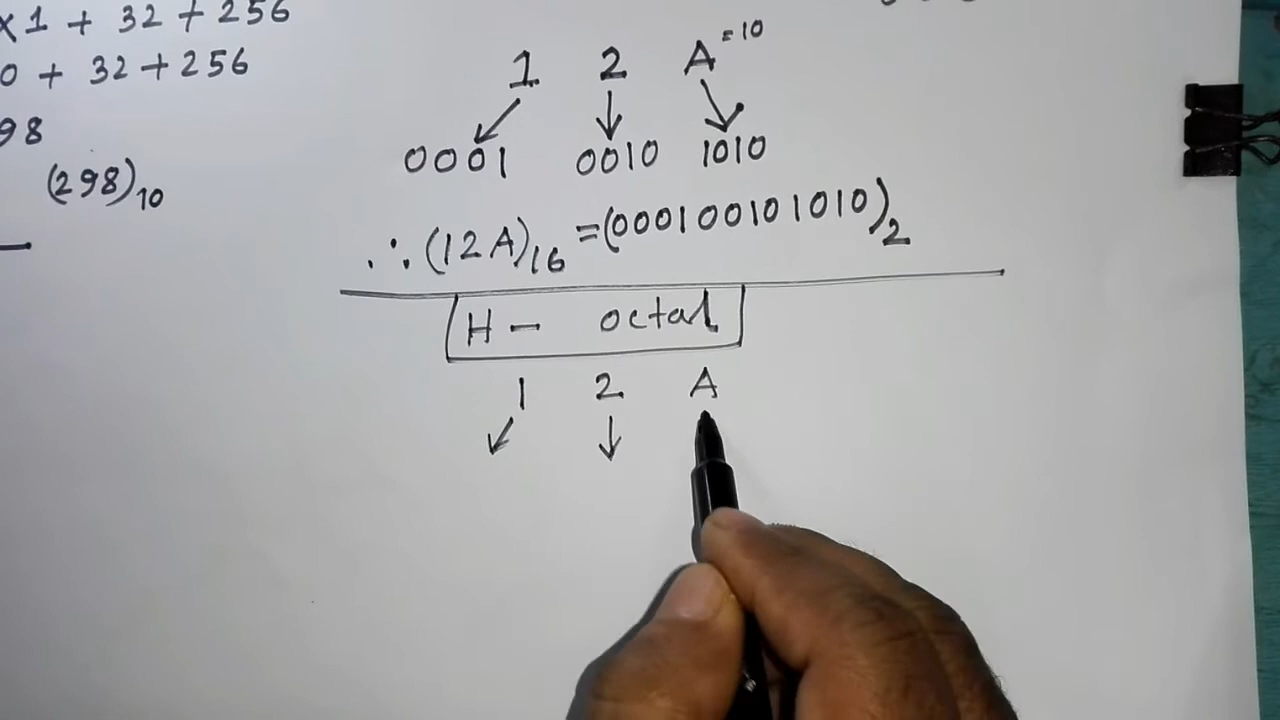 ×1 + 32 + 256
0 + 32 + 256
98
(298)10
1 2 A =10
0001 0010 1010
∴ (12A)16 = (000100101010)2
H - octal
1 2 A